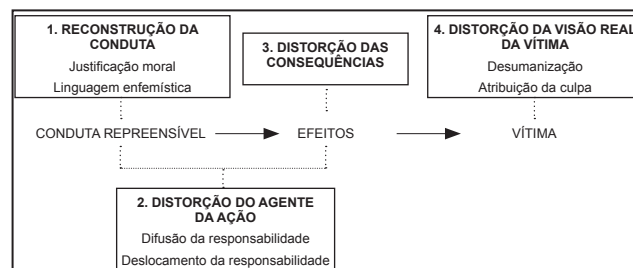 1. RECONSTRUÇÃO DA
CONDUTA
Justificação moral
Linguagem enfemística
3. DISTORÇÃO DAS
CONSEQUÊNCIAS
4. DISTORÇÃO DA VISÃO REAL
DA VÍTIMA
Desumanização
Atribuição da culpa
CONDUTA REPREENSÍVEL
EFEITOS
VÍTIMA
2. DISTORÇÃO DO AGENTE
DA AÇÃO
Difusão da responsabilidade
Deslocamento da responsabilidade